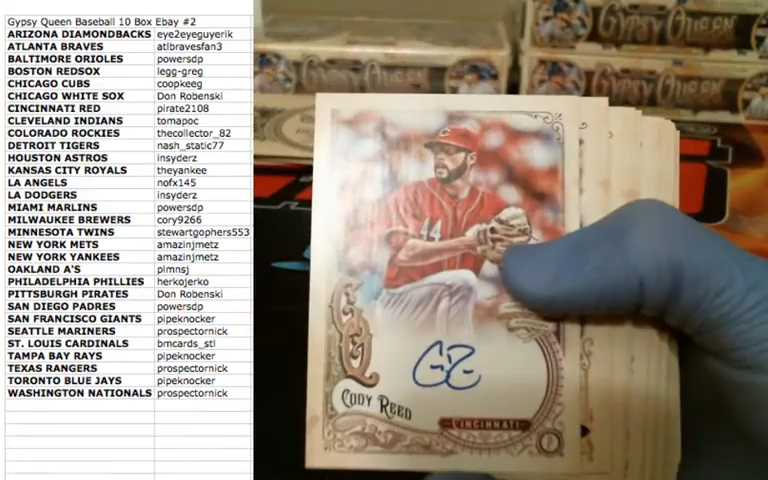 Gypsy Queen Baseball 10 Box Ebay #2
ARIZONA DIAMONDBACKS eye2eyeguyerik
ATLANTA BRAVES atlbravesfan3
BALTIMORE ORIOLES powersdp
BOSTON REDSOX legg-greg
CHICAGO CUBS coopkeeg
CHICAGO WHITE SOX Don Robenski
CINCINNATI RED pirate2108
CLEVELAND INDIANS tomapoc
COLORADO ROCKIES thecollector_82
DETROIT TIGERS nash_static77
HOUSTON ASTROS insyderz
KANSAS CITY ROYALS theyankee
LA ANGELS nofx145
LA DODGERS insyderz
MIAMI MARLINS powersdp
MILWAUKEE BREWERS cory9266
MINNESOTA TWINS stewartgophers553
NEW YORK METS amazinjmetz
NEW YORK YANKEES amazinjmetz
OAKLAND A'S plmnsj
PHILADELPHIA PHILLIES herkojerko
PITTSBURGH PIRATES Don Robenski
SAN DIEGO PADRES powersdp
SAN FRANCISCO GIANTS pipeknocker
SEATTLE MARINERS prospectornick
ST. LOUIS CARDINALS bmcards_stl
TAMPA BAY RAYS pipeknocker
TEXAS RANGERS prospectornick
TORONTO BLUE JAYS pipeknocker
WASHINGTON NATIONALS prospectornick
Gypsy Queen
Gypsy Queen
Gypsy Queen
44
GQ
Cody Reed
CINCINNATI